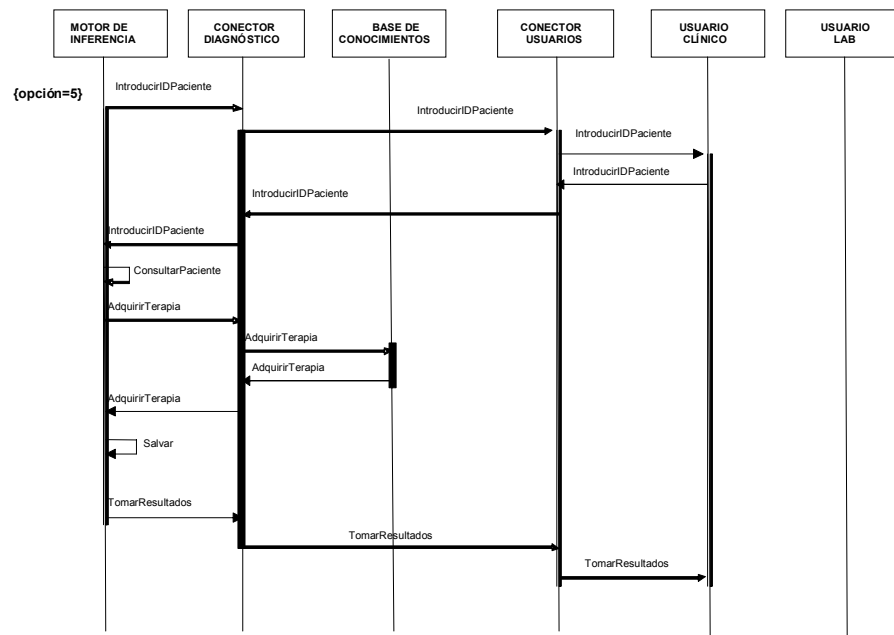 MOTOR DE
INFERENCIA
CONECTOR
DIAGNÓSTICO
BASE DE
CONOCIMIENTOS
CONECTOR
USUARIOS
USUARIO
CLÍNICO
USUARIO
LAB
{opción=5}
IntroducirIDPaciente
IntroducirIDPaciente
IntroducirIDPaciente
IntroducirIDPaciente
IntroducirIDPaciente
IntroducirIDPaciente
ConsultarPaciente
AdquirirTerapia
AdquirirTerapia
AdquirirTerapia
AdquirirTerapia
Salvar
TomarResultados
TomarResultados
TomarResultados